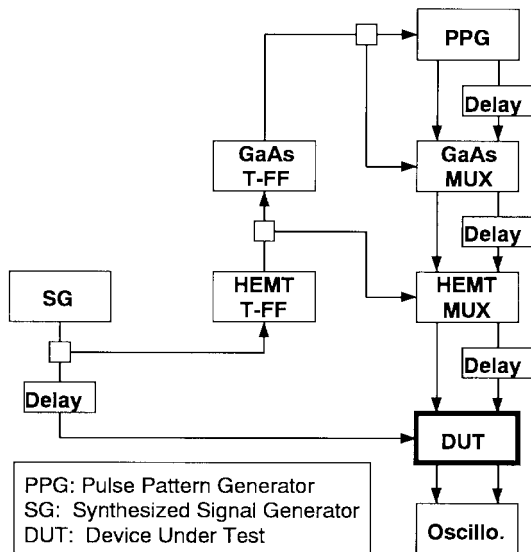 PPG
Delay
GaAs
T-FF
GaAs
MUX
Delay
SG
HEMT
T-FF
HEMT
MUX
Delay
Delay
DUT
PPG: Pulse Pattern Generator
SG: Synthesized Signal Generator
DUT: Device Under Test
Oscillo.